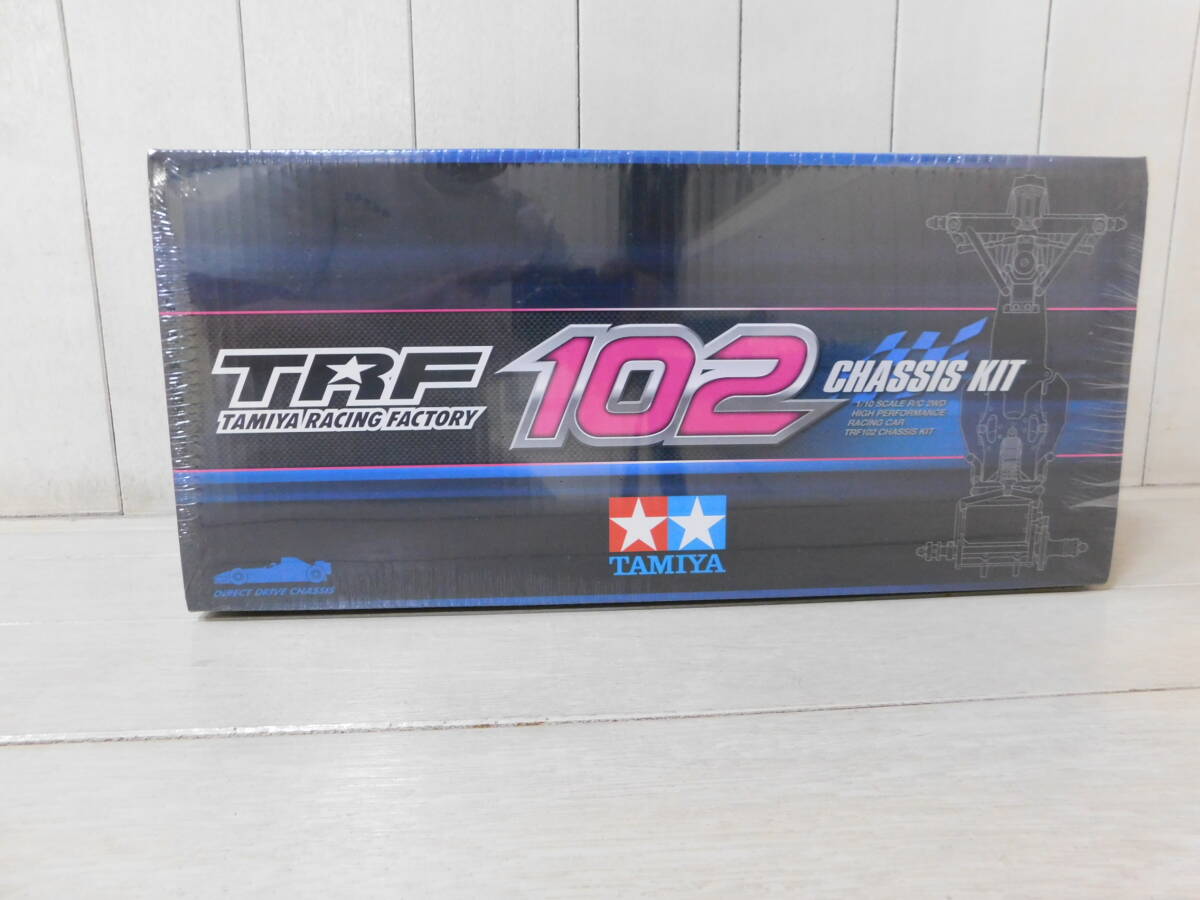 TRF
TAMIYA RACING FACTORY
102
CHASSIS KIT
1/10 SCALE R/C 2WD
HIGH PERFORMANCE
RACING CAR
TRF102 CHASSIS KIT
TAMIYA
DIRECT DRIVE CHASSIS